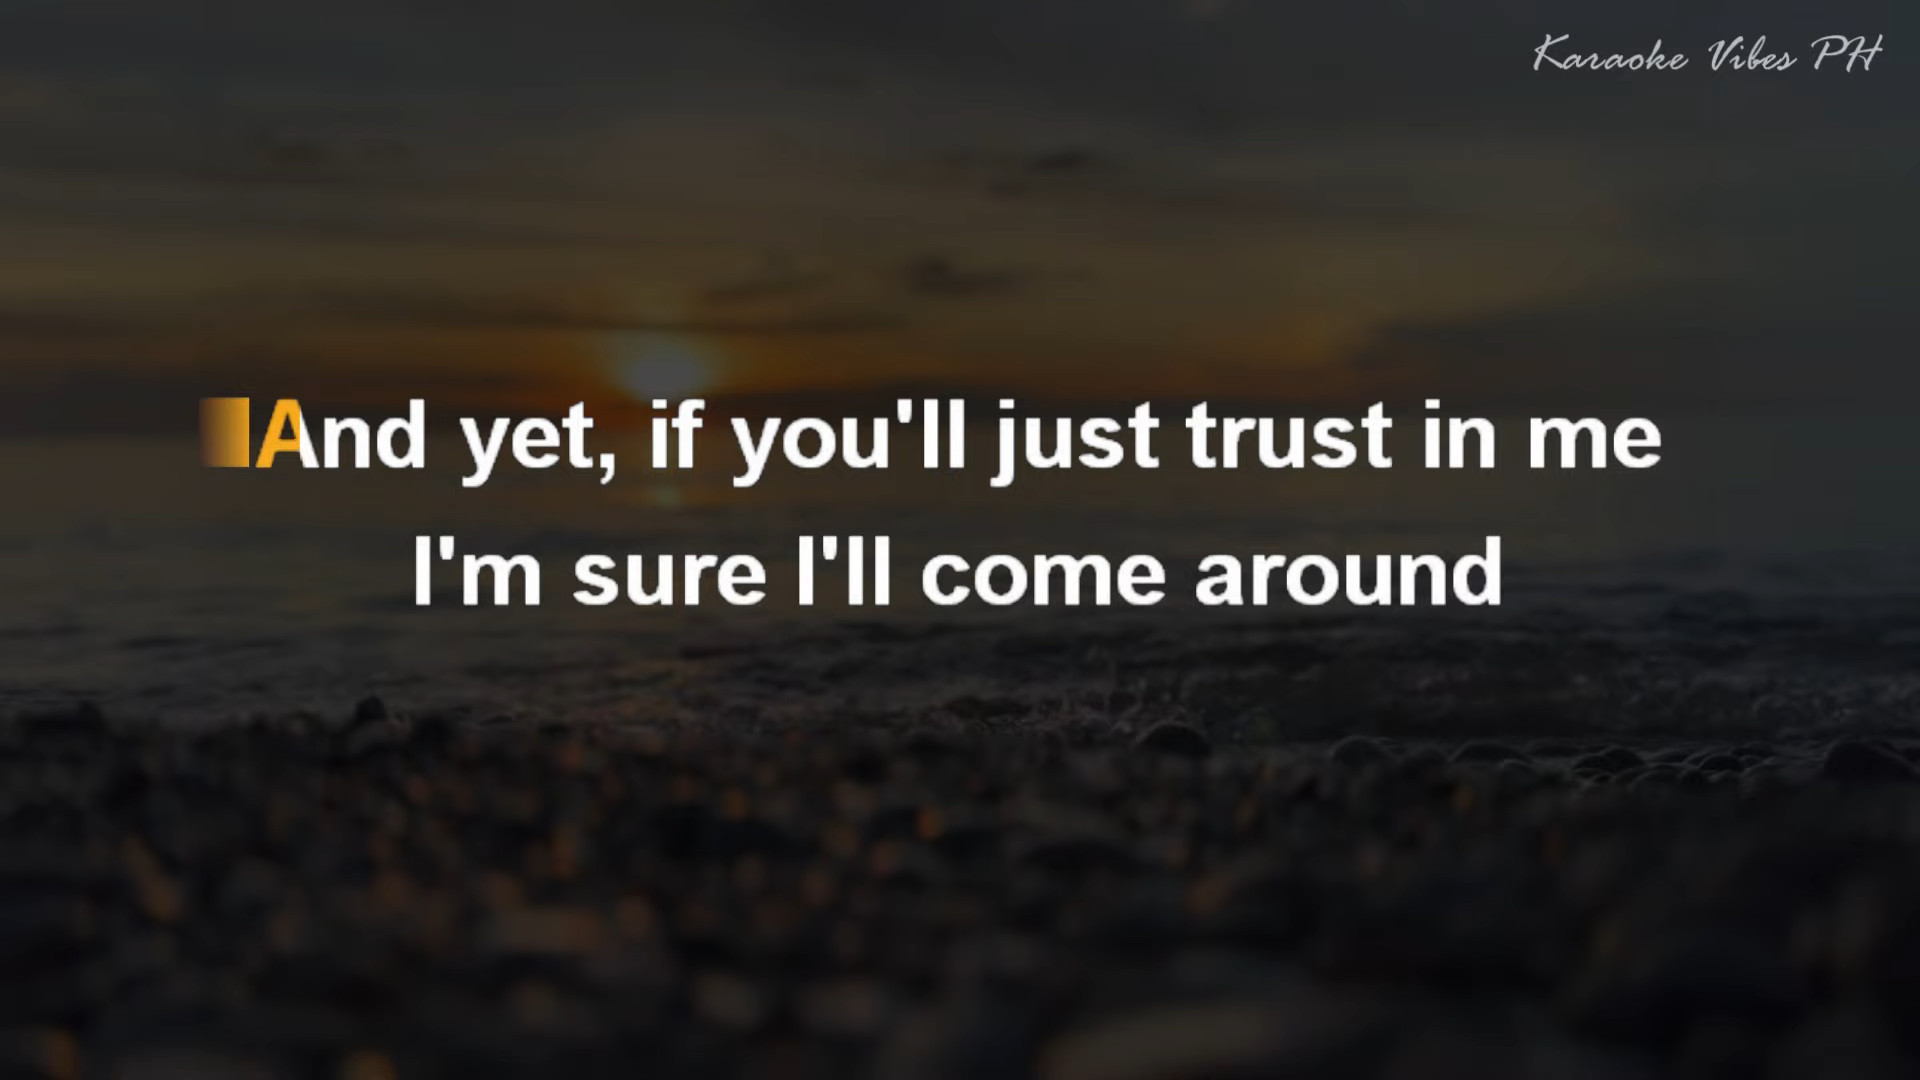 Karaoke Vibes PH
And yet, if you'll just trust in me
I'm sure I'll come around